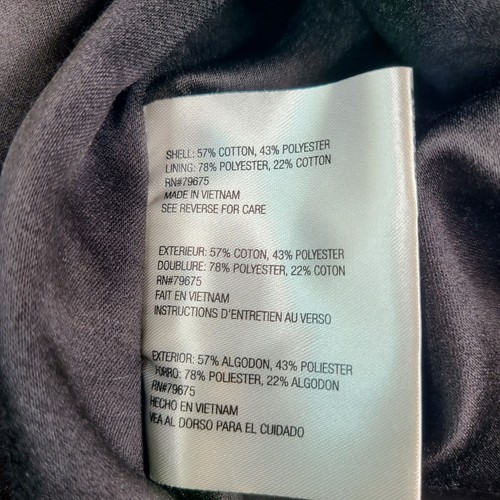 SHELL: 57% COTTON, 43% POLYESTER
LINING: 78% POLYESTER, 22% COTTON
RN#79675
MADE IN VIETNAM
SEE REVERSE FOR CARE
EXTERIEUR: 57% COTON, 43% POLYESTER
DOUBLURE: 78% POLYESTER, 22% COTON
RN#79675
FAIT EN VIETNAM
INSTRUCTIONS D'ENTRETIEN AU VERSO
EXTERIOR: 57% ALGODON, 43% POLIESTER
FORRO: 78% POLIESTER, 22% ALGODON
RN#79675
HECHO EN VIETNAM
VEA AL DORSO PARA EL CUIDADO